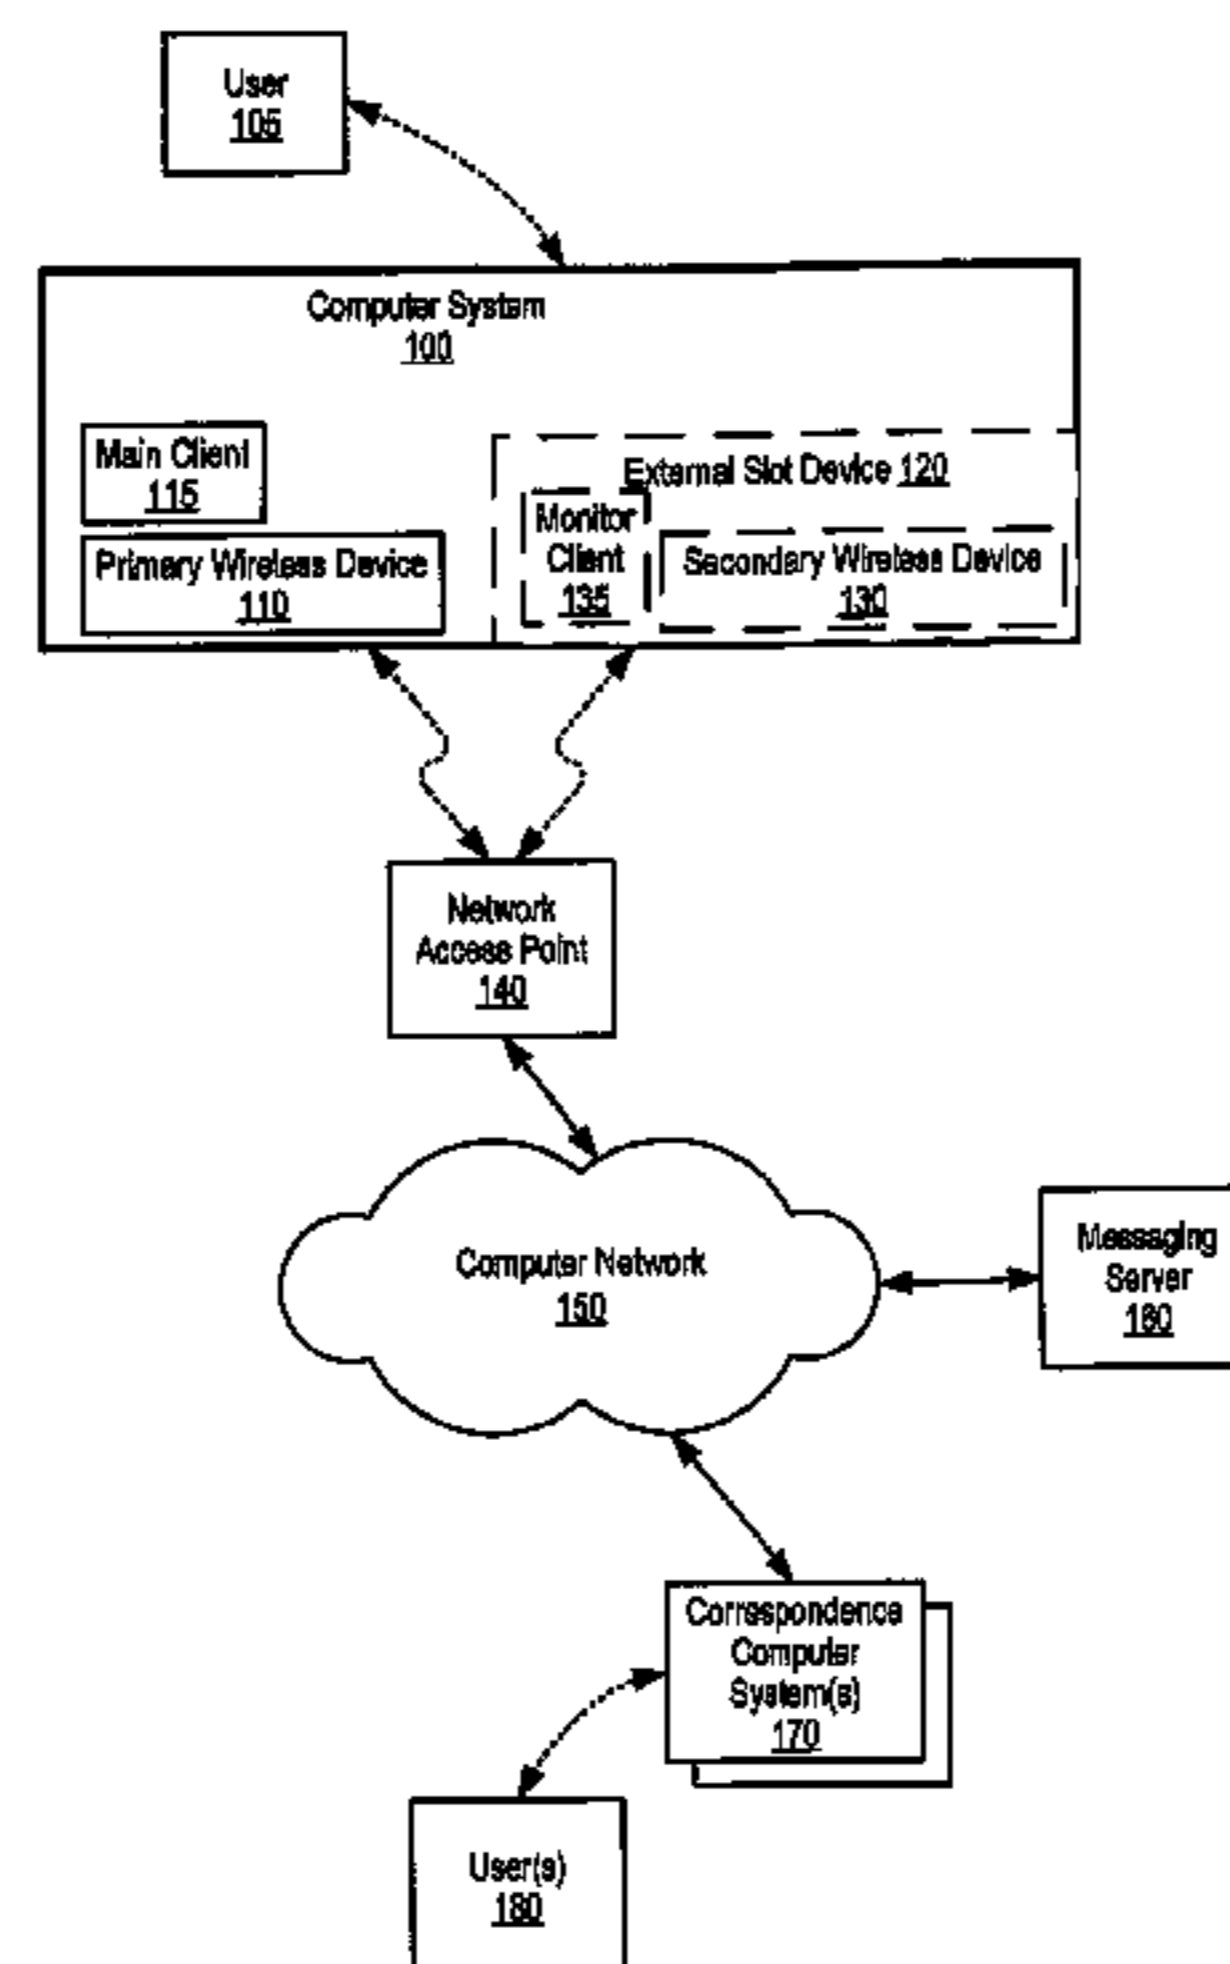 User
105
Computer System
100
Main Client
115
Primary Wireless Device
110
External Slot Device 120
Monitor
Client
135
Secondary Wireless Device
130
Network
Access Point
140
Computer Network
150
Messaging
Server
160
Correspondence
Computer
System(s)
170
User(s)
180